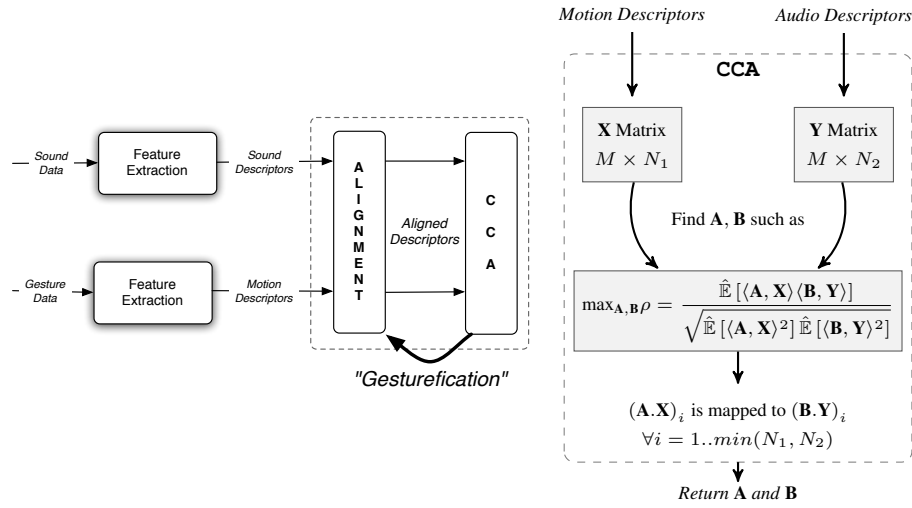 Sound
Data
Feature
Extraction
Sound
Descriptors
Gesture
Data
Feature
Extraction
Motion
Descriptors
ALIGNMENT
Aligned
Descriptors
CCA
"Gesturefication"
Motion Descriptors
Audio Descriptors
CCA
X Matrix
M × N₁
Y Matrix
M × N₂
Find A, B such as
max_{A,B} ρ = Ê [⟨A, X⟩⟨B, Y⟩] / √(Ê [⟨A, X⟩²] Ê [⟨B, Y⟩²])
(A.X)ᵢ is mapped to (B.Y)ᵢ
∀i = 1..min(N₁, N₂)
Return A and B